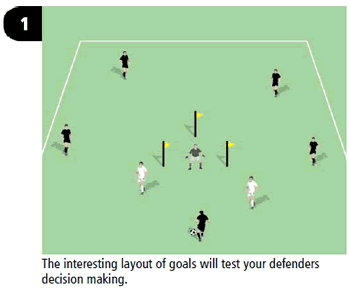 1
The interesting layout of goals will test your defenders
decision making.